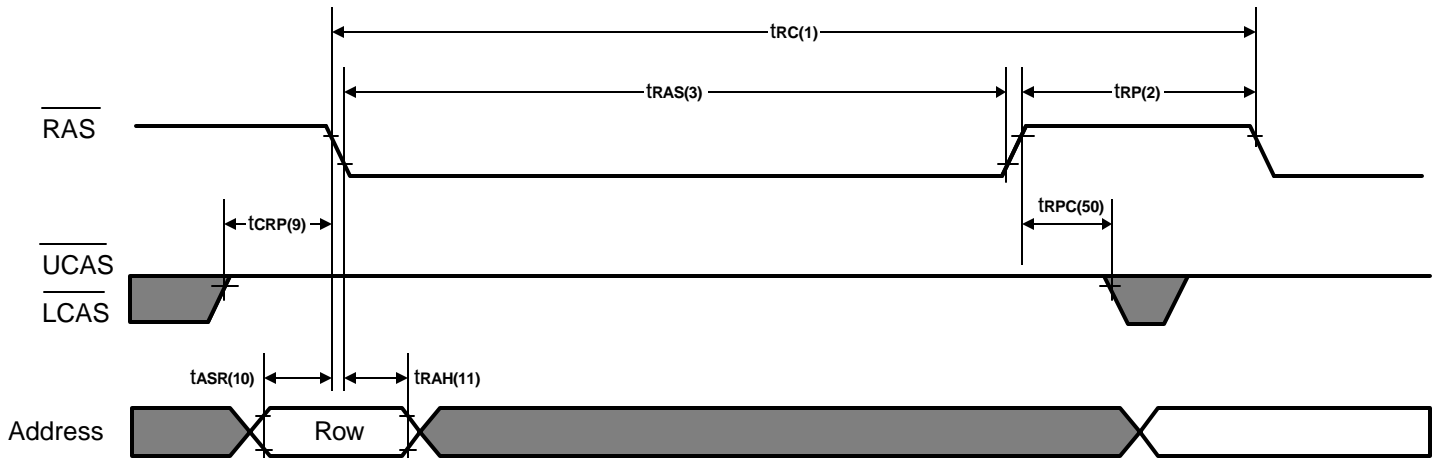 tRC(1)
tRAS(3)
tRP(2)
RAS
tRPC(50)
tCRP(9)
UCAS
LCAS
tASR(10)
tRAH(11)
Address
Row